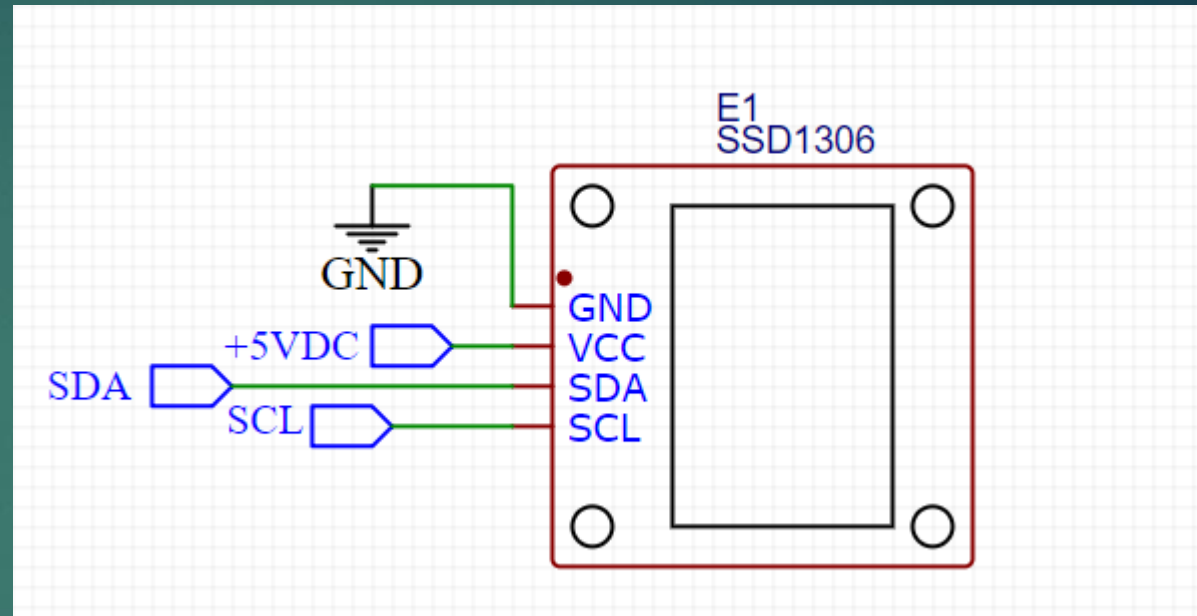 E1
SSD1306
GND
GND
+5VDC
VCC
SDA
SDA
SCL
SCL